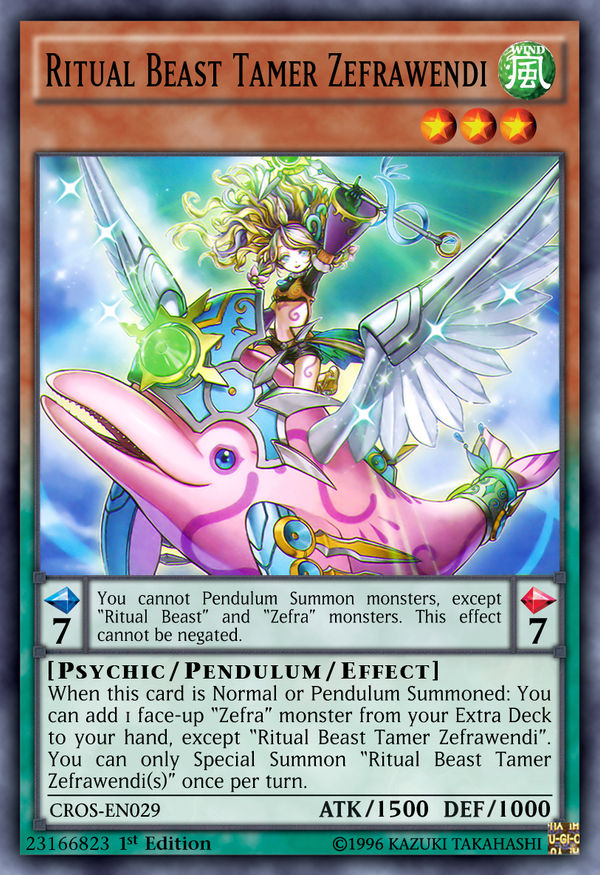 Ritual Beast Tamer Zefrawendi
WIND
風
You cannot Pendulum Summon monsters, except
"Ritual Beast" and "Zefra" monsters. This effect
cannot be negated.
7
7
[Psychic/Pendulum/Effect]
When this card is Normal or Pendulum Summoned: You
can add 1 face-up "Zefra" monster from your Extra Deck
to your hand, except "Ritual Beast Tamer Zefrawendi".
You can only Special Summon "Ritual Beast Tamer
Zefrawendi(s)" once per turn.
CROS-EN029
ATK/1500 DEF/1000
23166823 1st Edition
©1996 KAZUKI TAKAHASHI